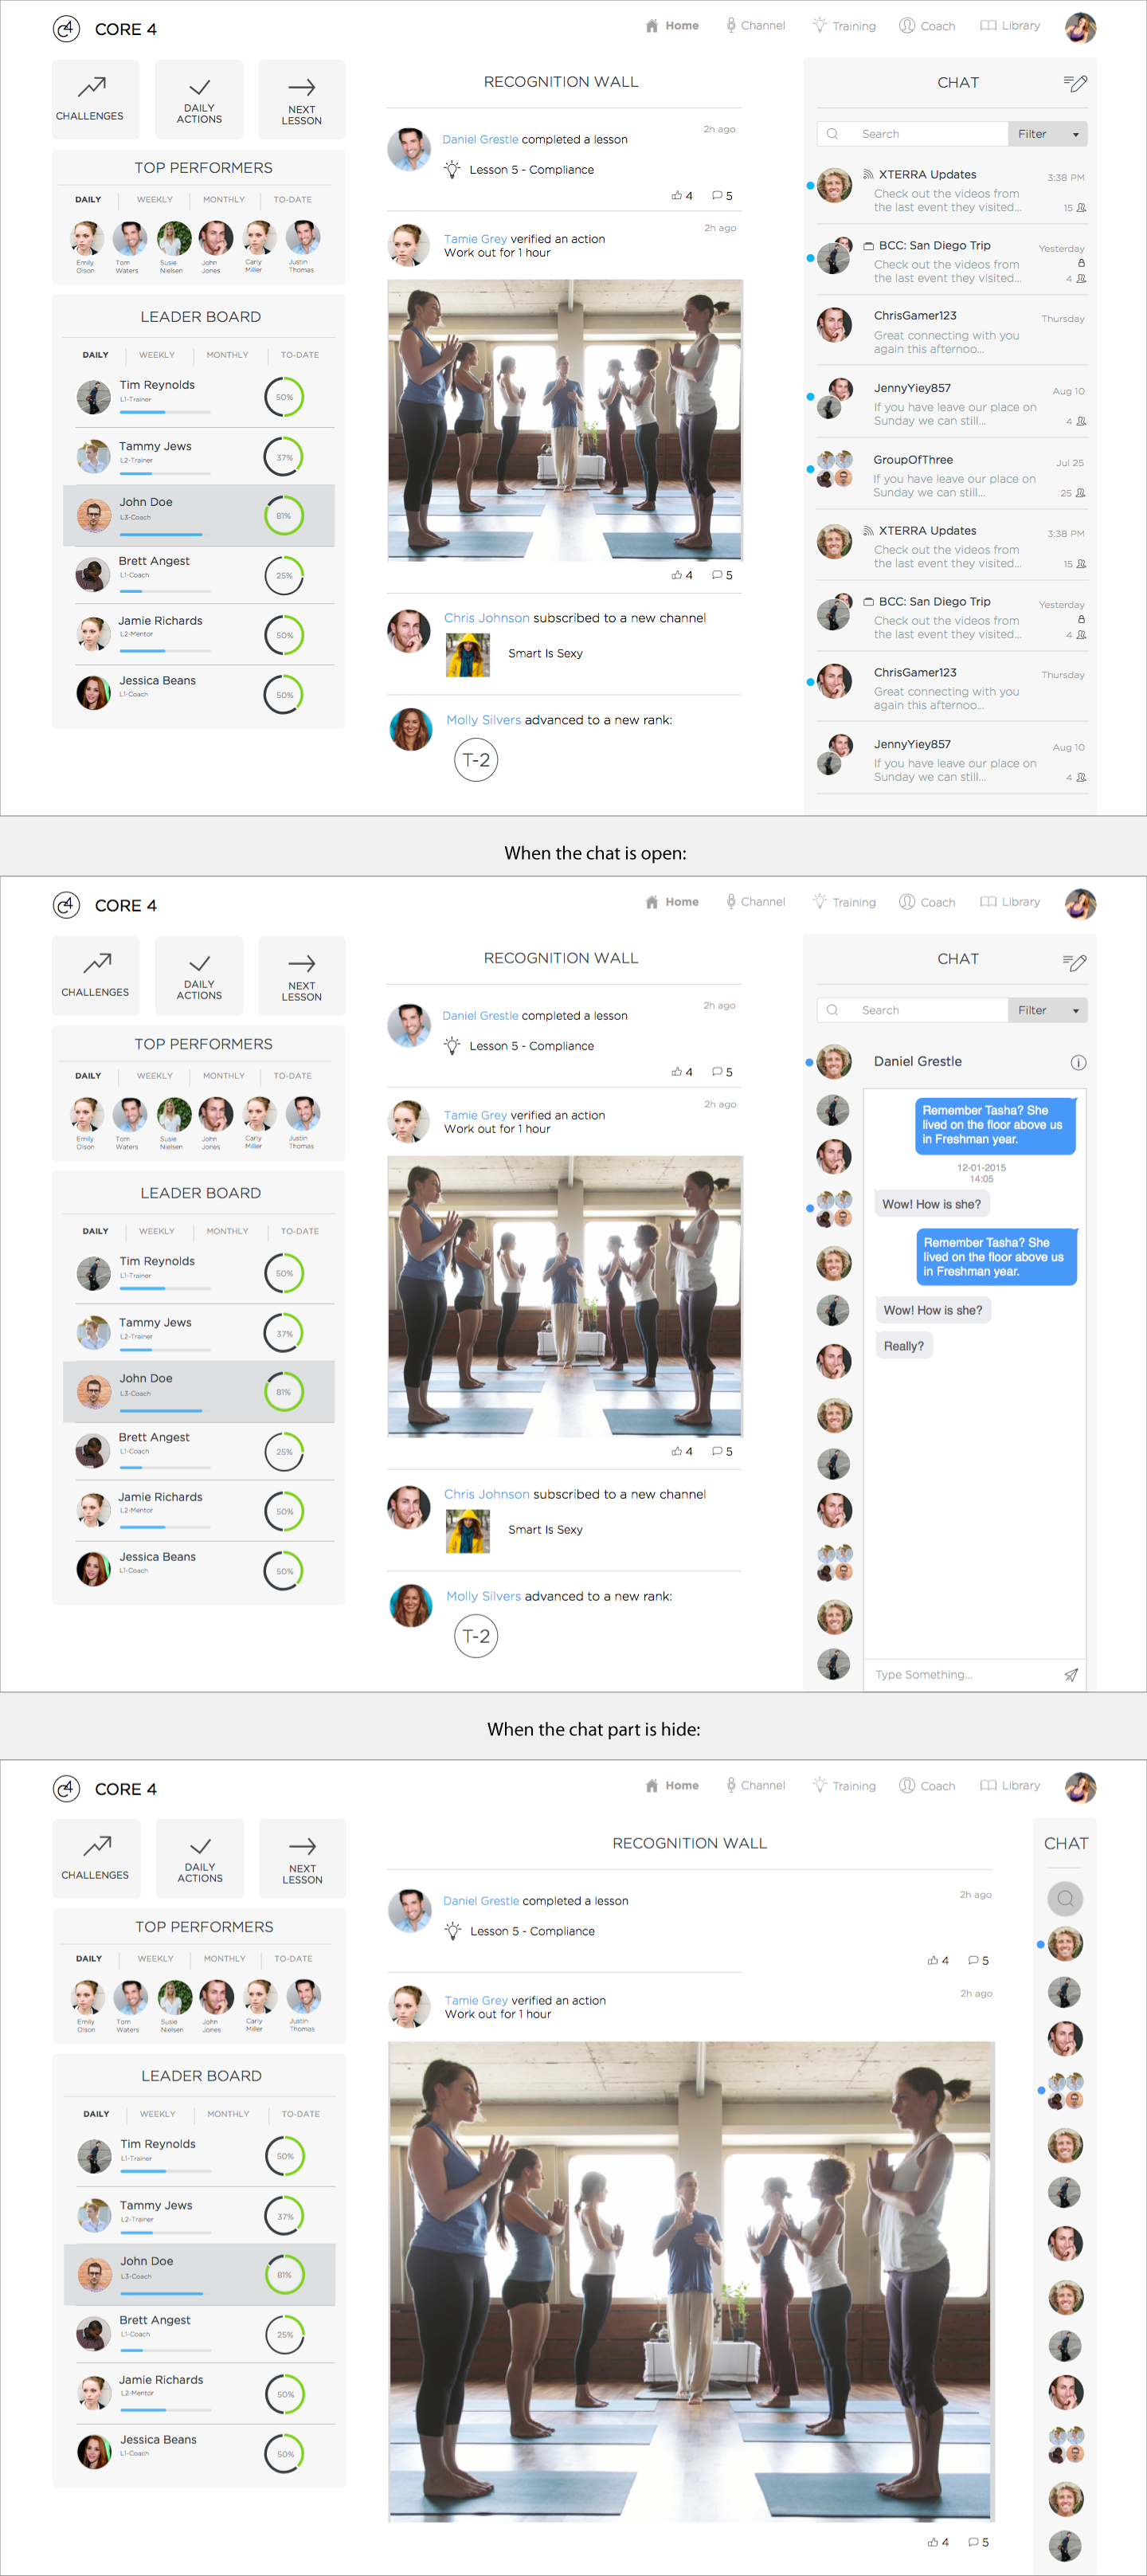 C4 CORE 4
Home Channel Training Coach Library
CHALLENGES
DAILY
ACTIONS
NEXT
LESSON
TOP PERFORMERS
DAILY WEEKLY MONTHLY TO-DATE
Emily
Olson
Tom
Waters
Susie
Nielsen
John
Jones
Carly
Miller
Justin
Thomas
LEADER BOARD
DAILY WEEKLY MONTHLY TO-DATE
Tim Reynolds
L1-Trainer
50%
Tammy Jews
L2-Trainer
37%
John Doe
L3-Coach
81%
Brett Angest
L1-Coach
25%
Jamie Richards
L2-Mentor
50%
Jessica Beans
L1-Coach
50%
RECOGNITION WALL
2h ago
Daniel Grestle completed a lesson
Lesson 5 - Compliance
4 5
2h ago
Tamie Grey verified an action
Work out for 1 hour
4 5
Chris Johnson subscribed to a new channel
Smart Is Sexy
Molly Silvers advanced to a new rank:
T-2
CHAT
Search Filter
XTERRA Updates 3:38 PM
Check out the videos from
the last event they visited... 15
BCC: San Diego Trip Yesterday
Check out the videos from
the last event they visited... 4
ChrisGamer123 Thursday
Great connecting with you
again this afternoo...
JennyYiey857 Aug 10
If you have leave our place on
Sunday we can still... 4
GroupOfThree Jul 25
If you have leave our place on
Sunday we can still... 25
XTERRA Updates 3:38 PM
Check out the videos from
the last event they visited... 15
BCC: San Diego Trip Yesterday
Check out the videos from
the last event they visited... 4
ChrisGamer123 Thursday
Great connecting with you
again this afternoo...
JennyYiey857 Aug 10
If you have leave our place on
Sunday we can still... 4
When the chat is open:
C4 CORE 4
Home Channel Training Coach Library
CHALLENGES
DAILY
ACTIONS
NEXT
LESSON
TOP PERFORMERS
DAILY WEEKLY MONTHLY TO-DATE
Emily
Olson
Tom
Waters
Susie
Nielsen
John
Jones
Carly
Miller
Justin
Thomas
LEADER BOARD
DAILY WEEKLY MONTHLY TO-DATE
Tim Reynolds
L1-Trainer
50%
Tammy Jews
L2-Trainer
37%
John Doe
L3-Coach
81%
Brett Angest
L1-Coach
25%
Jamie Richards
L2-Mentor
50%
Jessica Beans
L1-Coach
50%
RECOGNITION WALL
2h ago
Daniel Grestle completed a lesson
Lesson 5 - Compliance
4 5
2h ago
Tamie Grey verified an action
Work out for 1 hour
4 5
Chris Johnson subscribed to a new channel
Smart Is Sexy
Molly Silvers advanced to a new rank:
T-2
CHAT
Search Filter
Daniel Grestle
Remember Tasha? She
lived on the floor above us
in Freshman year.
12-01-2015
14:05
Wow! How is she?
Remember Tasha? She
lived on the floor above us
in Freshman year.
Wow! How is she?
Really?
Type Something...
When the chat part is hide:
C4 CORE 4
Home Channel Training Coach Library
CHALLENGES
DAILY
ACTIONS
NEXT
LESSON
TOP PERFORMERS
DAILY WEEKLY MONTHLY TO-DATE
Emily
Olson
Tom
Waters
Susie
Nielsen
John
Jones
Carly
Miller
Justin
Thomas
LEADER BOARD
DAILY WEEKLY MONTHLY TO-DATE
Tim Reynolds
L1-Trainer
50%
Tammy Jews
L2-Trainer
37%
John Doe
L3-Coach
81%
Brett Angest
L1-Coach
25%
Jamie Richards
L2-Mentor
50%
Jessica Beans
L1-Coach
50%
RECOGNITION WALL
2h ago
Daniel Grestle completed a lesson
Lesson 5 - Compliance
4 5
2h ago
Tamie Grey verified an action
Work out for 1 hour
4 5
CHAT